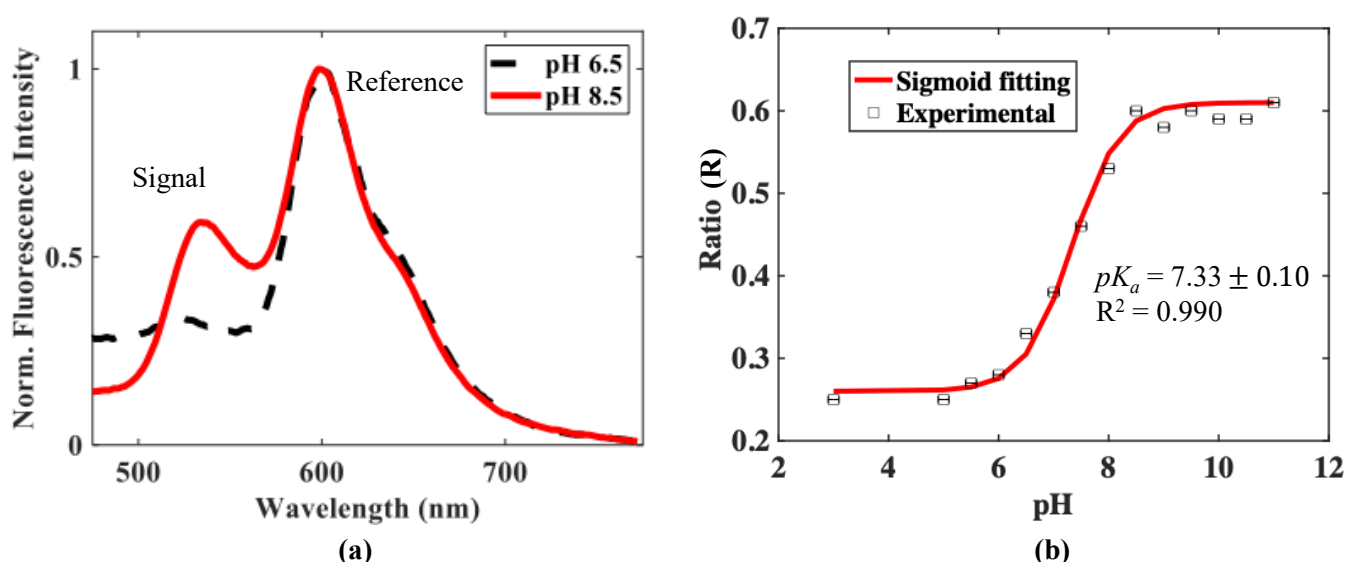 Norm. Fluorescence Intensity
1
0.5
0
500
600
700
Wavelength (nm)
Signal
Reference
pH 6.5
pH 8.5
(a)
Ratio (R)
0.6
0.5
0.4
0.3
0.2
2
4
6
8
10
12
pH
Sigmoid fitting
Experimental
pKₐ = 7.33 ± 0.10
R² = 0.990
(b)